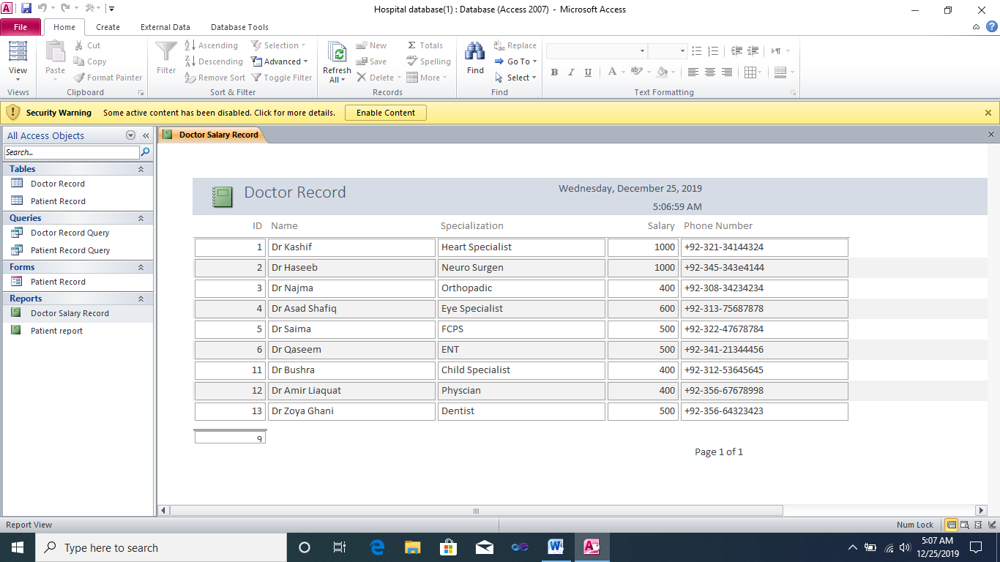 Hospital database(1) : Database (Access 2007) - Microsoft Access
File Home Create External Data Database Tools
View
Views
Paste
Cut
Copy
Format Painter
Clipboard
Filter
Ascending
Descending
Remove Sort
Selection
Advanced
Toggle Filter
Sort & Filter
Refresh All
New
Save
Delete
Totals
Spelling
More
Records
Find
Replace
Go To
Select
Find
B I U A ab
Text Formatting
Security Warning Some active content has been disabled. Click for more details. Enable Content
All Access Objects
Search...
Tables
Doctor Record
Patient Record
Queries
Doctor Record Query
Patient Record Query
Forms
Patient Record
Reports
Doctor Salary Record
Patient report
Doctor Salary Record
Doctor Record
Wednesday, December 25, 2019
5:06:59 AM
ID Name Specialization Salary Phone Number
1 Dr Kashif Heart Specialist 1000 +92-321-34144324
2 Dr Haseeb Neuro Surgen 1000 +92-345-343e4144
3 Dr Najma Orthopadic 400 +92-308-34234234
4 Dr Asad Shafiq Eye Specialist 600 +92-313-75687878
5 Dr Saima FCPS 500 +92-322-47678784
6 Dr Qaseem ENT 500 +92-341-21344456
11 Dr Bushra Child Specialist 400 +92-312-53645645
12 Dr Amir Liaquat Physcian 400 +92-356-67678998
13 Dr Zoya Ghani Dentist 500 +92-356-64323423
9
Page 1 of 1
Report View Num Lock
Type here to search
5:07 AM
12/25/2019